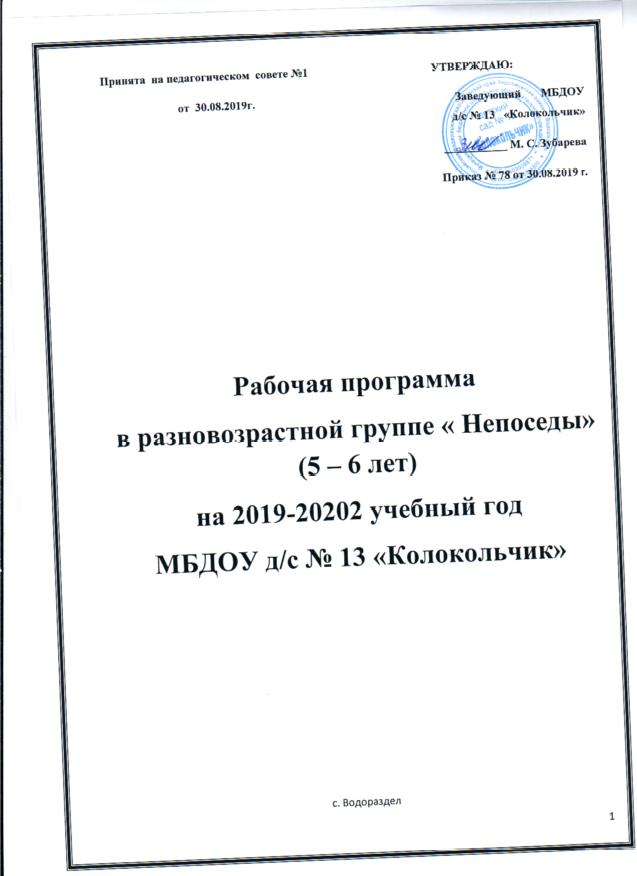 Принята на педагогическом совете №1
от 30.08.2019г.
УТВЕРЖДАЮ:
Заведующий МБДОУ
д/с № 13 «Колокольчик»
М. С. Зубарева
Приказ № 78 от 30.08.2019 г.
Рабочая программа
в разновозрастной группе « Непоседы»
(5 – 6 лет)
на 2019-20202 учебный год
МБДОУ д/с № 13 «Колокольчик»
с. Водораздел
1